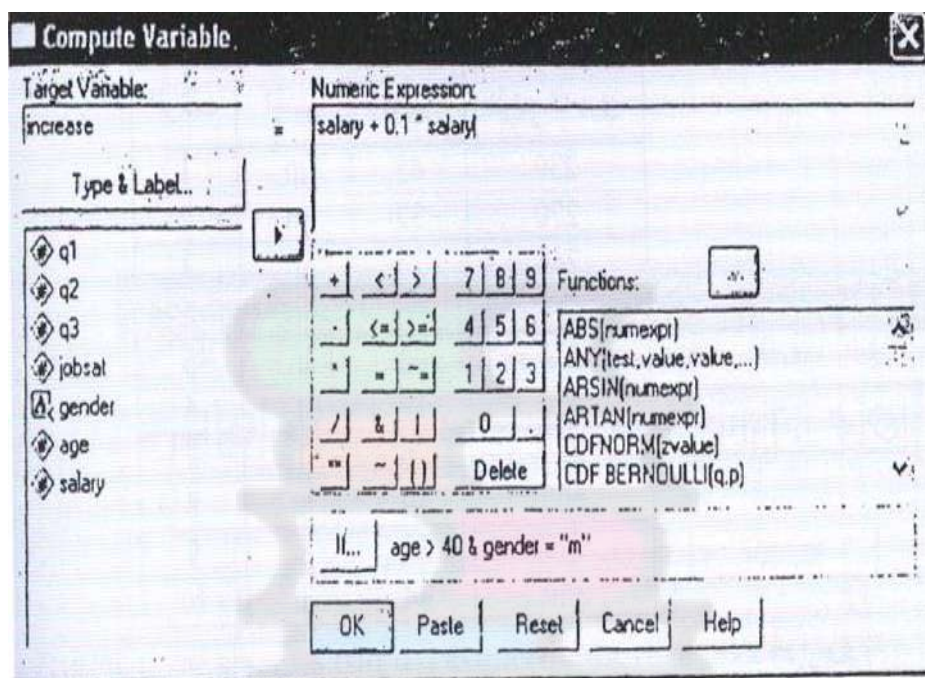 Compute Variable
Target Variable:
increase
=
Numeric Expression:
salary + 0.1 * salary
Type & Label...
q1
q2
q3
jobsat
gender
age
salary
+ < > 7 8 9
- <= >= 4 5 6
* = ~= 1 2 3
/ & | 0 .
** ~ () Delete
Functions:
ABS(numexpr)
ANY(test,value,value,...)
ARSIN(numexpr)
ARTAN(numexpr)
CDFNORM(zvalue)
CDF BERNOULLI(q,p)
If... age > 40 & gender = "m"
OK Paste Reset Cancel Help